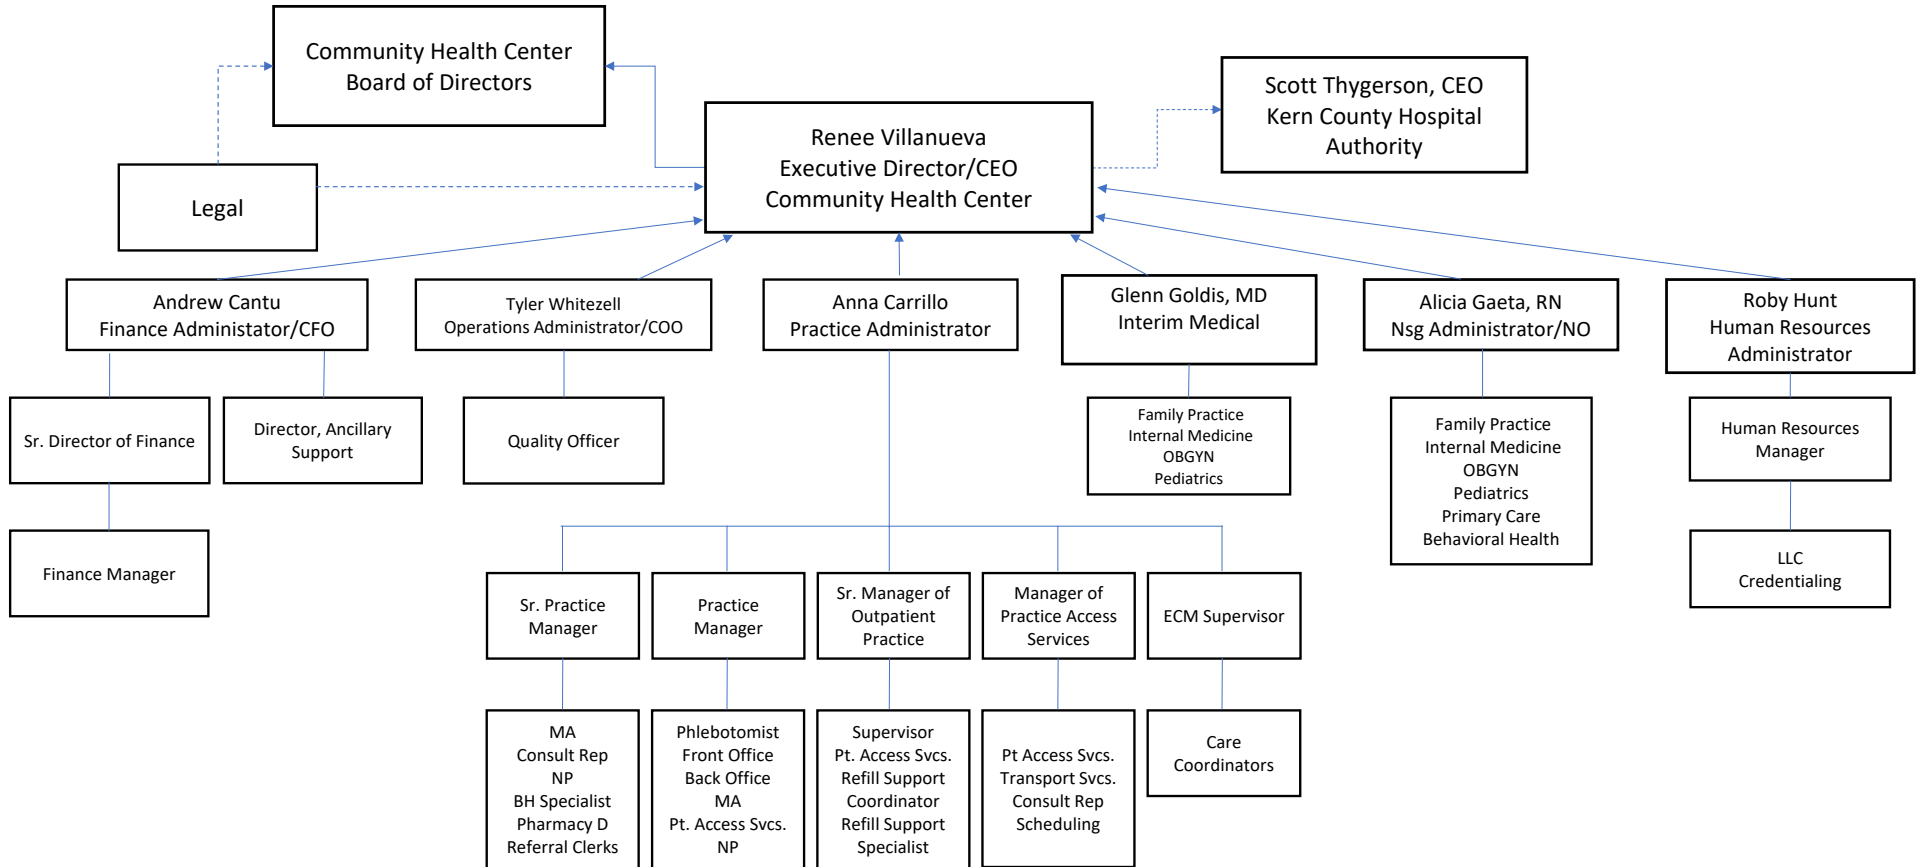 Community Health Center
Board of Directors
Scott Thygerson, CEO
Kern County Hospital
Authority
Renee Villanueva
Executive Director/CEO
Community Health Center
Legal
Andrew Cantu
Finance Administator/CFO
Tyler Whitezell
Operations Administrator/COO
Anna Carrillo
Practice Administrator
Glenn Goldis, MD
Interim Medical
Alicia Gaeta, RN
Nsg Administrator/NO
Roby Hunt
Human Resources
Administrator
Sr. Director of Finance
Director, Ancillary
Support
Quality Officer
Family Practice
Internal Medicine
OBGYN
Pediatrics
Family Practice
Internal Medicine
OBGYN
Pediatrics
Primary Care
Behavioral Health
Human Resources
Manager
Finance Manager
LLC
Credentialing
Sr. Practice
Manager
Practice
Manager
Sr. Manager of
Outpatient
Practice
Manager of
Practice Access
Services
ECM Supervisor
MA
Consult Rep
NP
BH Specialist
Pharmacy D
Referral Clerks
Phlebotomist
Front Office
Back Office
MA
Pt. Access Svcs.
NP
Supervisor
Pt. Access Svcs.
Refill Support
Coordinator
Refill Support
Specialist
Pt Access Svcs.
Transport Svcs.
Consult Rep
Scheduling
Care
Coordinators